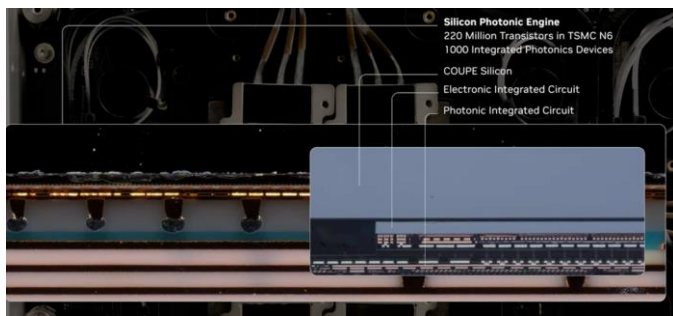 Silicon Photonic Engine
220 Million Transistors in TSMC N6
1000 Integrated Photonics Devices
COUPE Silicon
Electronic Integrated Circuit
Photonic Integrated Circuit